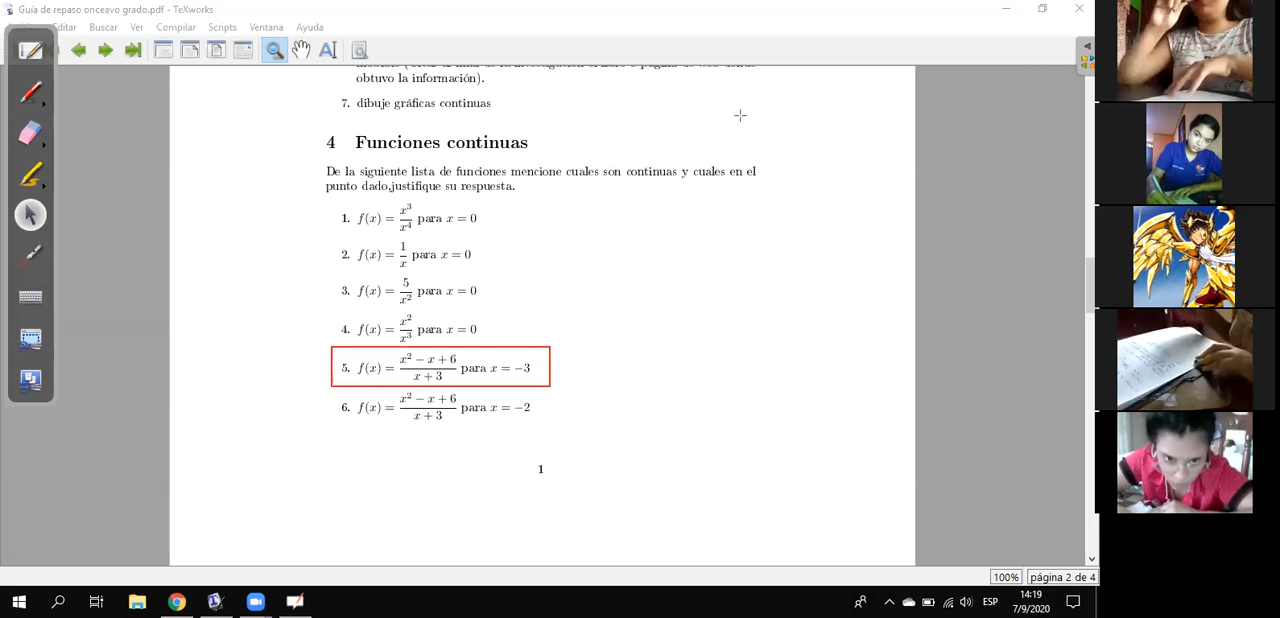 Guía de repaso onceavo grado.pdf - TeXworks
Editar Buscar Ver Compilar Scripts Ventana Ayuda
obtuvo la información).
7. dibuje gráficas continuas
4 Funciones continuas
De la siguiente lista de funciones mencione cuales son continuas y cuales en el
punto dado,justifique su respuesta.
1. f(x) = x³/x⁴ para x = 0
2. f(x) = 1/x para x = 0
3. f(x) = 5/x² para x = 0
4. f(x) = x²/x³ para x = 0
5. f(x) = (x² − x + 6)/(x + 3) para x = −3
6. f(x) = (x² − x + 6)/(x + 3) para x = −2
1
100% página 2 de 4
ESP
14:19
7/9/2020